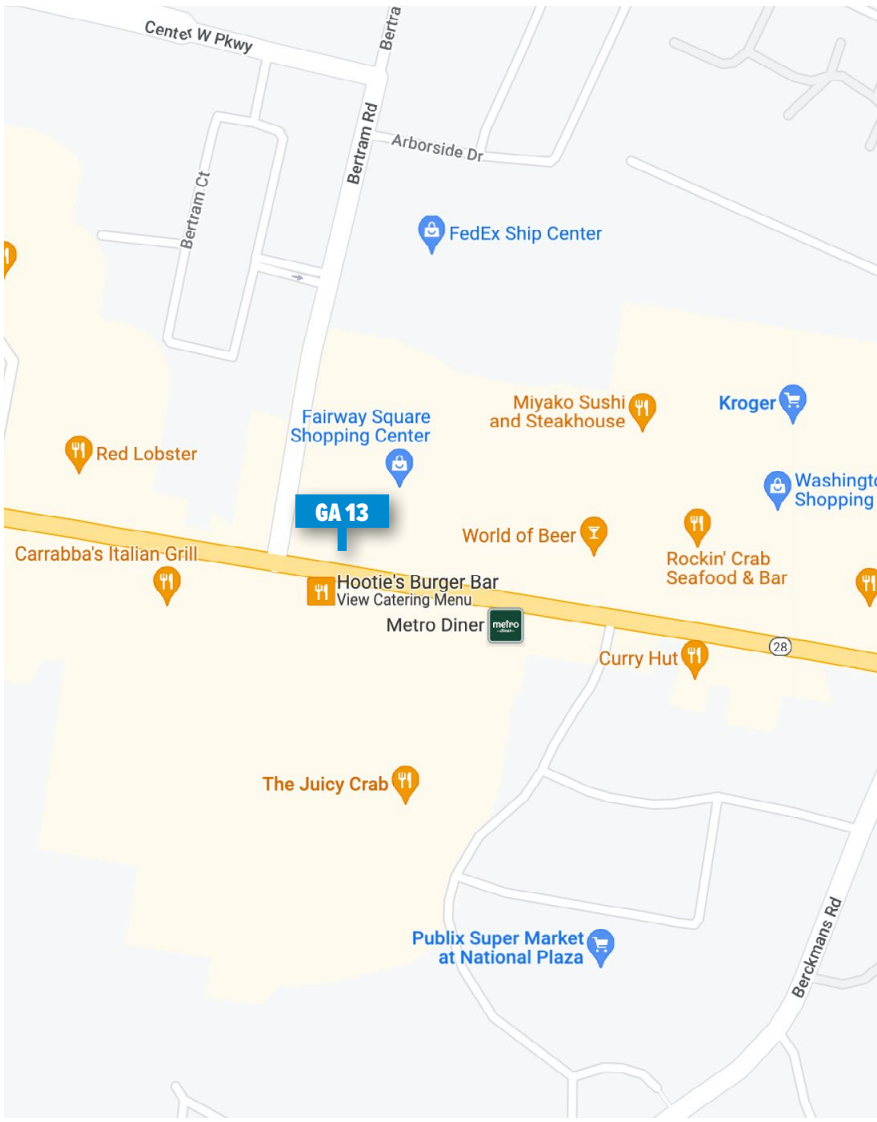 Center W Pkwy
Bertra
Bertram Rd
Arborside Dr
Bertram Ct
FedEx Ship Center
Miyako Sushi
and Steakhouse
Kroger
Fairway Square
Shopping Center
Red Lobster
Washingto
Shopping
GA 13
World of Beer
Rockin' Crab
Seafood & Bar
Carrabba's Italian Grill
Hootie's Burger Bar
View Catering Menu
Metro Diner
metro
diner
28
Curry Hut
The Juicy Crab
Publix Super Market
at National Plaza
Berckmans Rd